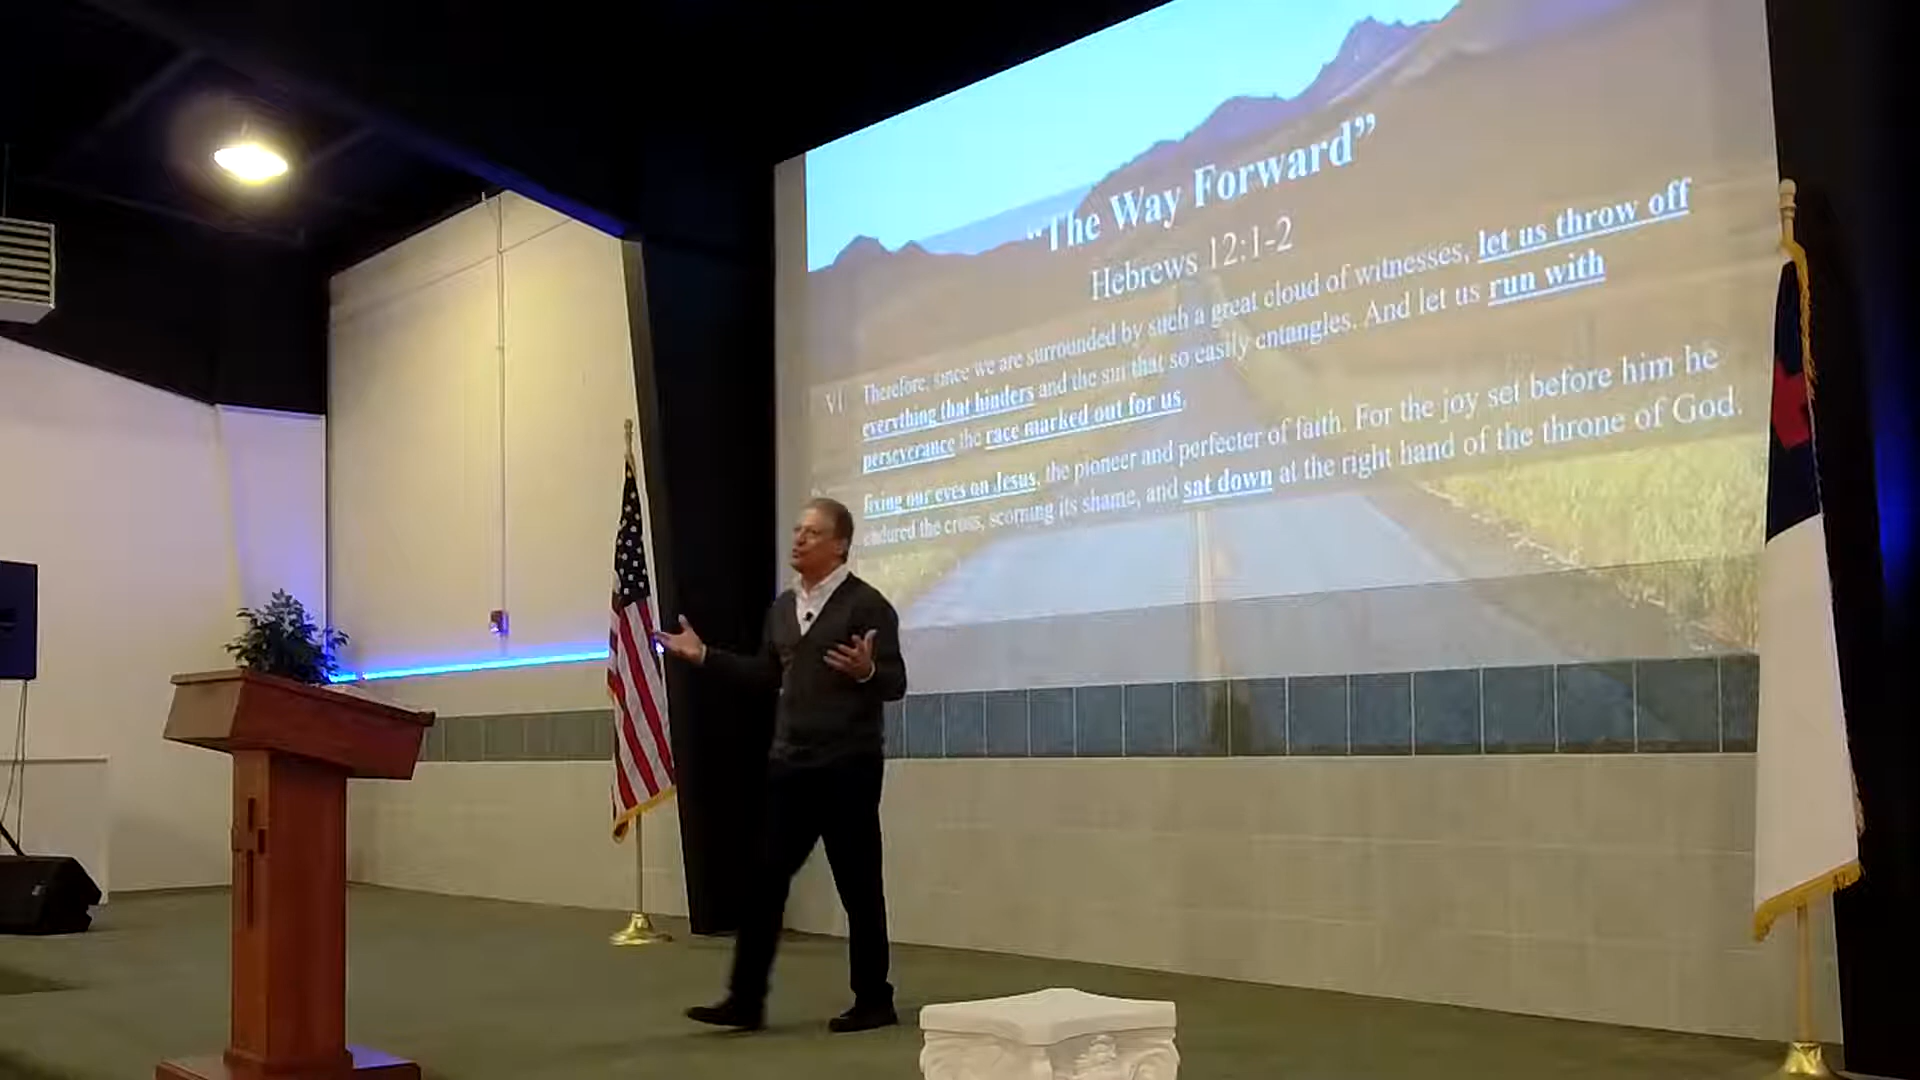 “The Way Forward”
Hebrews 12:1-2
V1 Therefore, since we are surrounded by such a great cloud of witnesses, let us throw off
everything that hinders and the sin that so easily entangles. And let us run with
perseverance the race marked out for us,
fixing our eyes on Jesus, the pioneer and perfecter of faith. For the joy set before him he
endured the cross, scorning its shame, and sat down at the right hand of the throne of God.